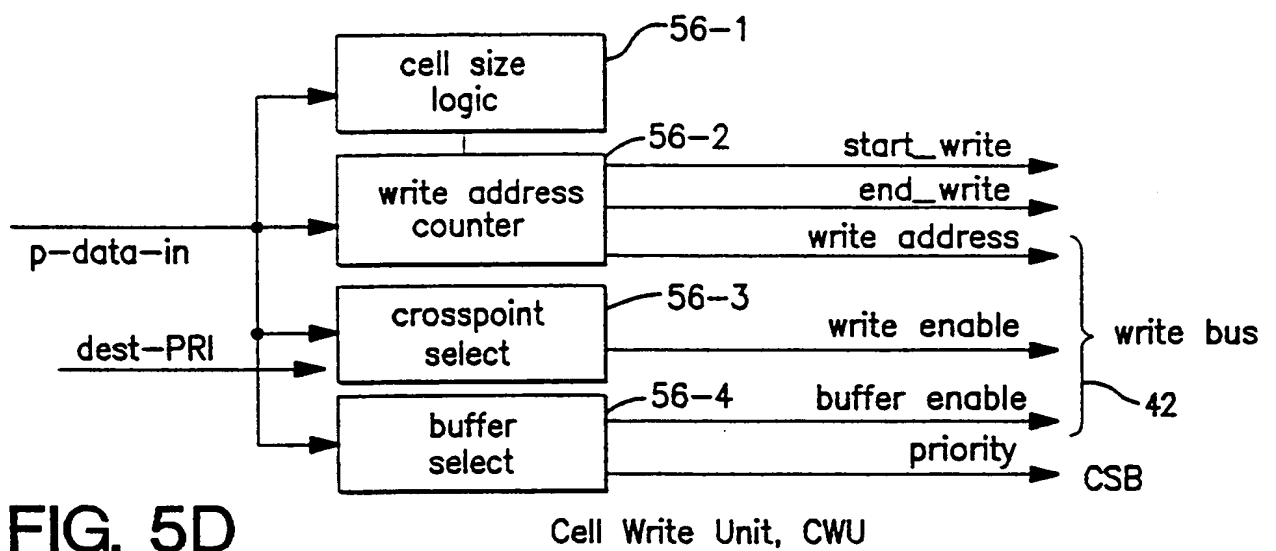 56-1
cell size
logic
56-2
start_write
end_write
write address
counter
write address
p-data-in
56-3
crosspoint
select
write enable
write bus
dest-PRI
56-4
buffer enable
42
buffer
select
priority
CSB
FIG. 5D
Cell Write Unit, CWU